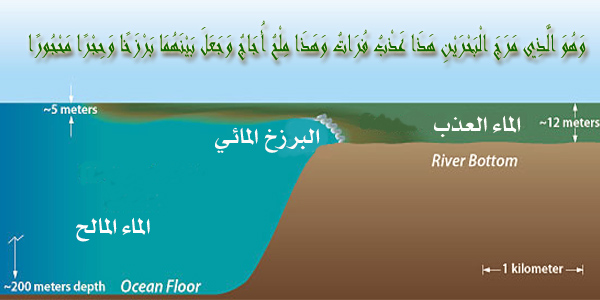 وَهُوَ الَّذِي مَرَجَ الْبَحْرَيْنِ هَذَا عَذْبٌ فُرَاتٌ وَهَذَا مِلْحٌ أُجَاجٌ وَجَعَلَ بَيْنَهُمَا بَرْزَخًا وَحِجْرًا مَحْجُورًا
~5 meters
الماء العذب
~12 meters
البرزخ المائي
River Bottom
الماء المالح
1 kilometer
~200 meters depth
Ocean Floor